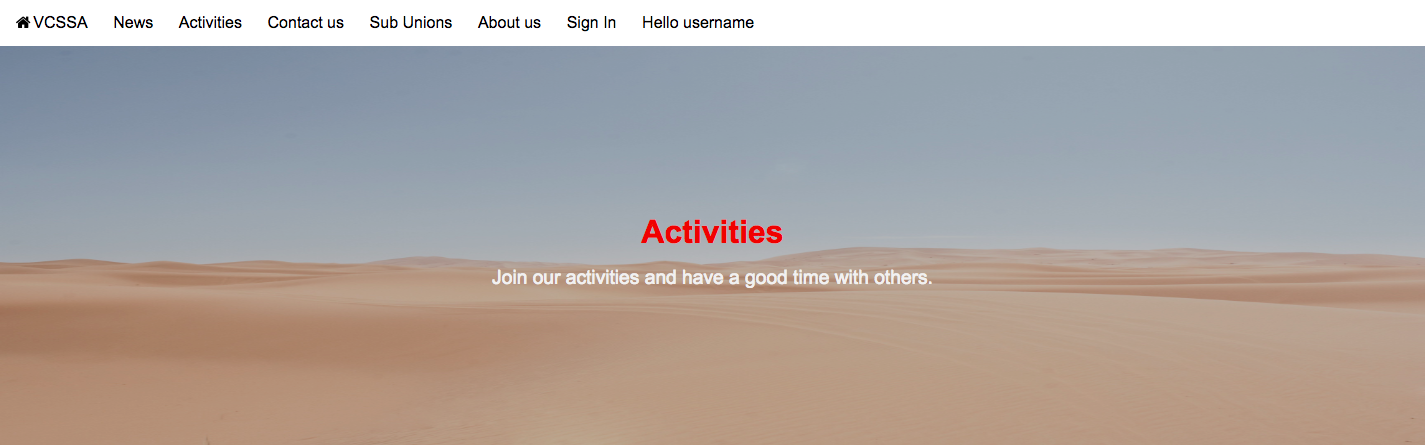 VCSSA News Activities Contact us Sub Unions About us Sign In Hello username
Activities
Join our activities and have a good time with others.